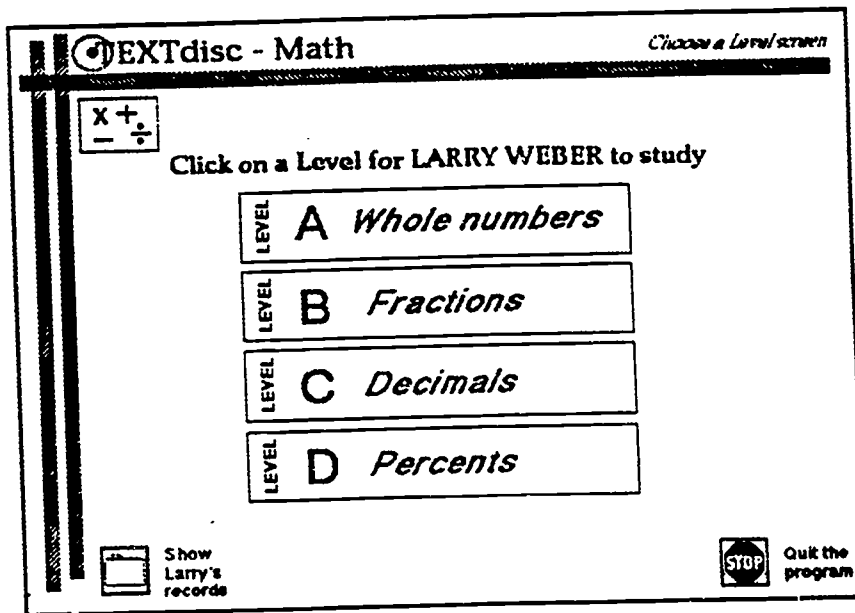 TEXTdisc - Math
Choose a Level screen
x + - ÷
Click on a Level for LARRY WEBER to study
LEVEL A Whole numbers
LEVEL B Fractions
LEVEL C Decimals
LEVEL D Percents
Show
Larry's
records
STOP
Quit the
program